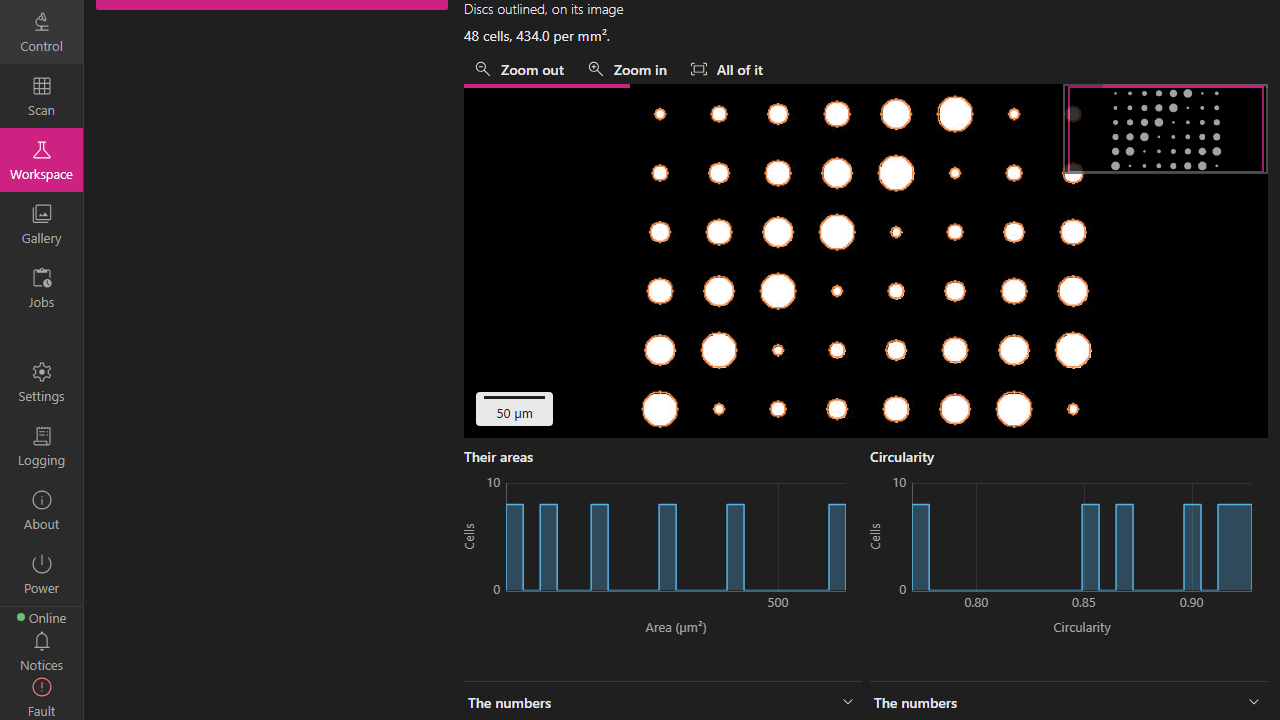 Control
Scan
Workspace
Gallery
Jobs
Settings
Logging
About
Power
Online
Notices
Fault
Discs outlined, on its image
48 cells, 434.0 per mm².
Zoom out
Zoom in
All of it
50 µm
Their areas
10
Cells
0
500
Area (µm²)
Circularity
10
Cells
0
0.80
0.85
0.90
Circularity
The numbers
The numbers